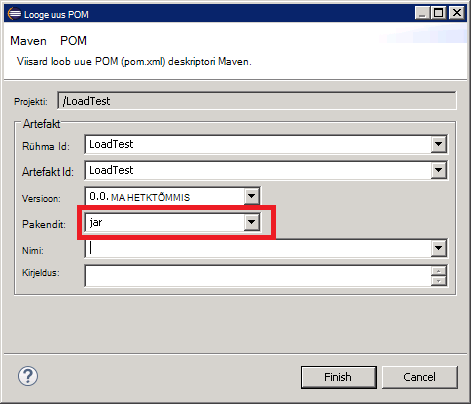 Looge uus POM
Maven POM
Viisard loob uue POM (pom.xml) deskriptori Maven.
Projekti: /LoadTest
Artefakt
Rühma Id: LoadTest
Artefakt Id: LoadTest
Versioon: 0.0. MA HETKTÕMMIS
Pakendit: jar
Nimi:
Kirjeldus:
? Finish Cancel